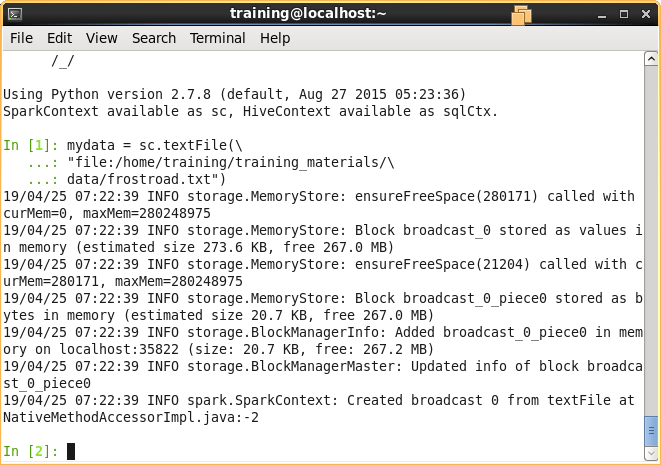 training@localhost:~
File Edit View Search Terminal Help
/_/
Using Python version 2.7.8 (default, Aug 27 2015 05:23:36)
SparkContext available as sc, HiveContext available as sqlCtx.
In [1]: mydata = sc.textFile(\
...: "file:/home/training/training_materials/\
...: data/frostroad.txt")
19/04/25 07:22:39 INFO storage.MemoryStore: ensureFreeSpace(280171) called with
curMem=0, maxMem=280248975
19/04/25 07:22:39 INFO storage.MemoryStore: Block broadcast_0 stored as values i
n memory (estimated size 273.6 KB, free 267.0 MB)
19/04/25 07:22:39 INFO storage.MemoryStore: ensureFreeSpace(21204) called with c
urMem=280171, maxMem=280248975
19/04/25 07:22:39 INFO storage.MemoryStore: Block broadcast_0_piece0 stored as b
ytes in memory (estimated size 20.7 KB, free 267.0 MB)
19/04/25 07:22:39 INFO storage.BlockManagerInfo: Added broadcast_0_piece0 in mem
ory on localhost:35822 (size: 20.7 KB, free: 267.2 MB)
19/04/25 07:22:39 INFO storage.BlockManagerMaster: Updated info of block broadca
st_0_piece0
19/04/25 07:22:39 INFO spark.SparkContext: Created broadcast 0 from textFile at
NativeMethodAccessorImpl.java:-2
In [2]: